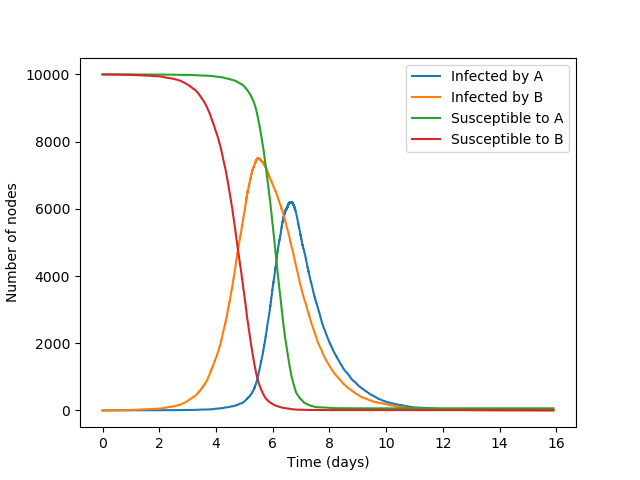 Infected by A
Infected by B
Susceptible to A
Susceptible to B
Number of nodes
10000
8000
6000
4000
2000
0
0 2 4 6 8 10 12 14 16
Time (days)